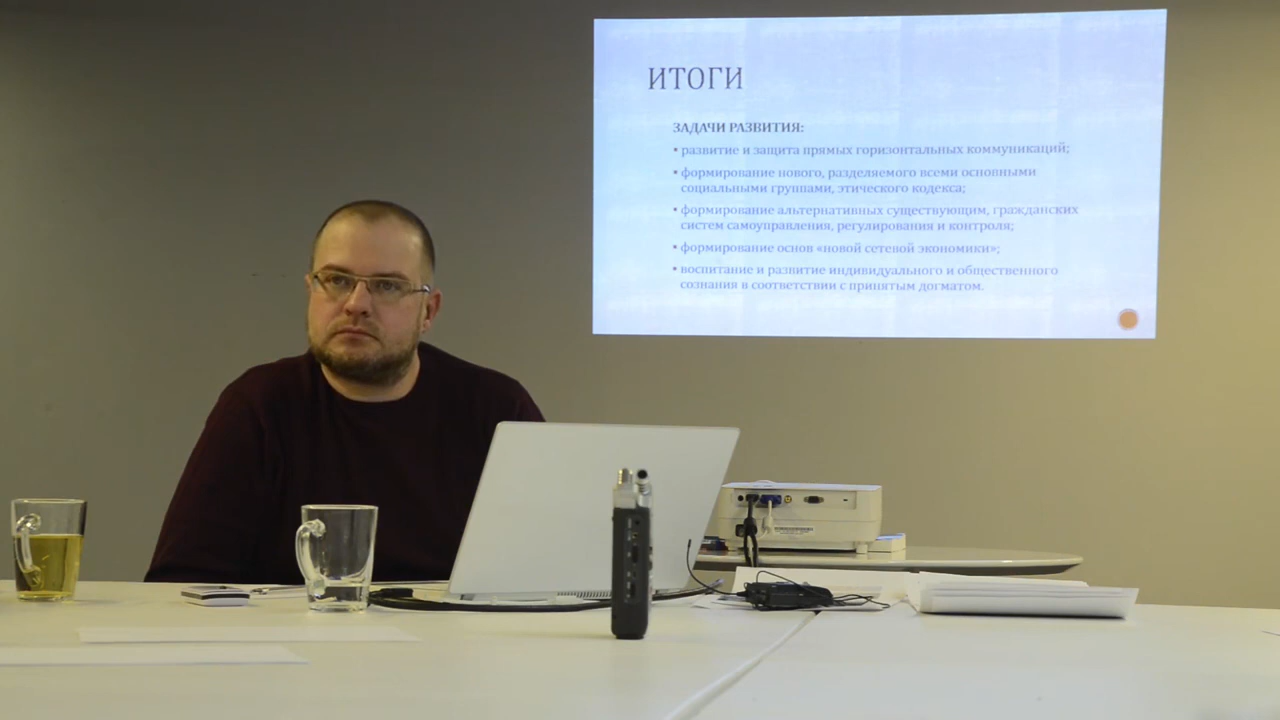 ИТОГИ
ЗАДАЧИ РАЗВИТИЯ:
▪ развитие и защита прямых горизонтальных коммуникаций;
▪ формирование нового, разделяемого всеми основными
социальными группами, этического кодекса;
▪ формирование альтернативных существующим, гражданских
систем самоуправления, регулирования и контроля;
▪ формирование основ «новой сетевой экономики»;
▪ воспитание и развитие индивидуального и общественного
сознания в соответствии с принятым догматом.